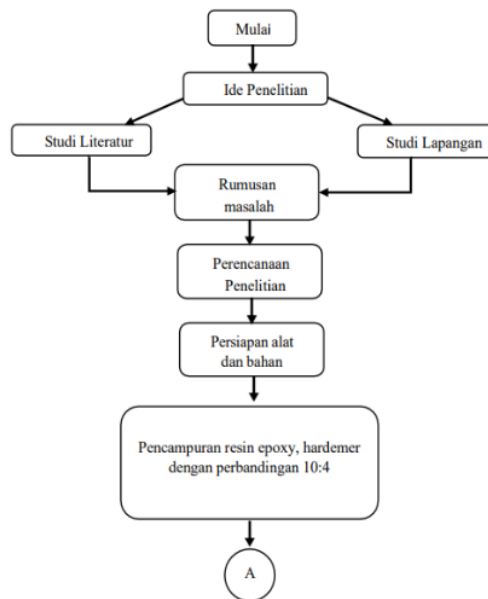 Mulai
Ide Penelitian
Studi Literatur
Studi Lapangan
Rumusan
masalah
Perencanaan
Penelitian
Persiapan alat
dan bahan
Pencampuran resin epoxy, hardemer
dengan perbandingan 10:4
A